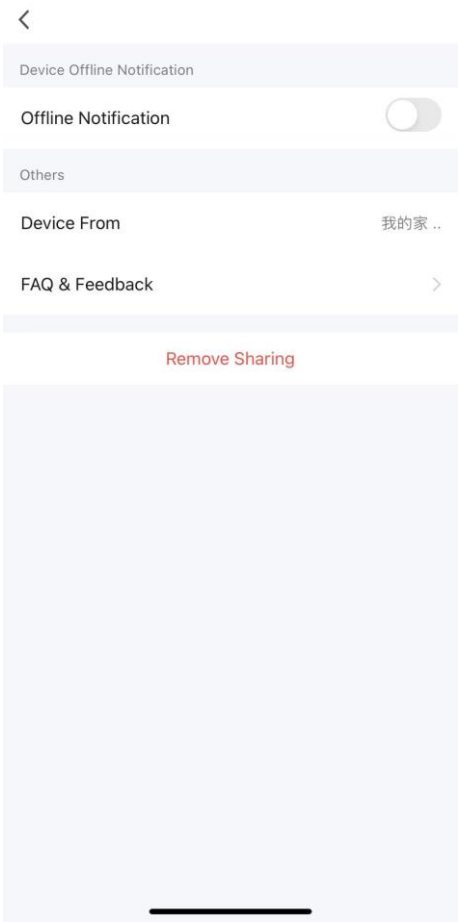 Device Offline Notification
Offline Notification
Others
Device From 我的家 ..
FAQ & Feedback
Remove Sharing